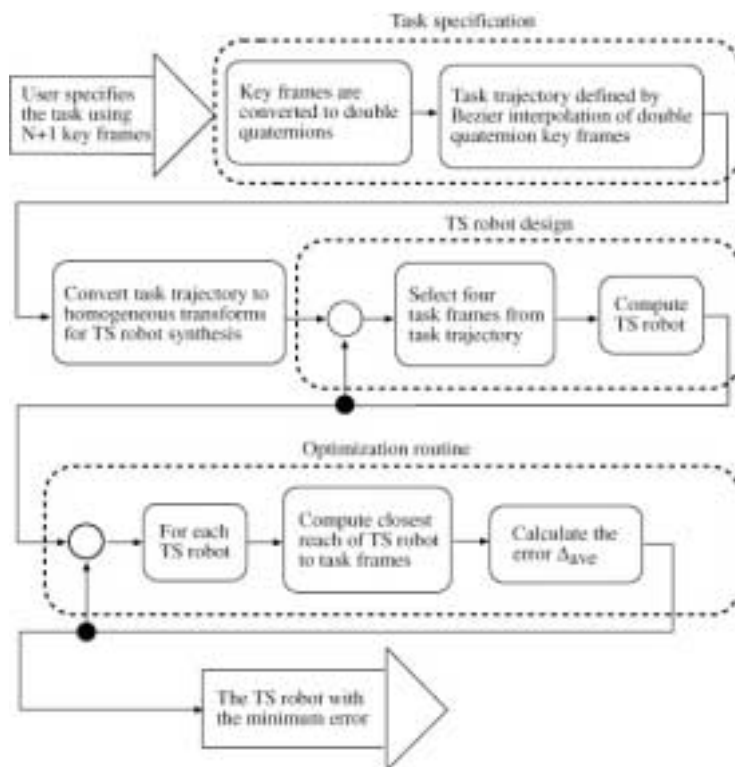 Task specification
User specifies
the task using
N+1 key frames
Key frames are
converted to double
quaternions
Task trajectory defined by
Bezier interpolation of double
quaternion key frames
TS robot design
Convert task trajectory to
homogeneous transforms
for TS robot synthesis
Select four
task frames from
task trajectory
Compute
TS robot
Optimization routine
For each
TS robot
Compute closest
reach of TS robot
to task frames
Calculate the
error Δave
The TS robot with
the minimum error